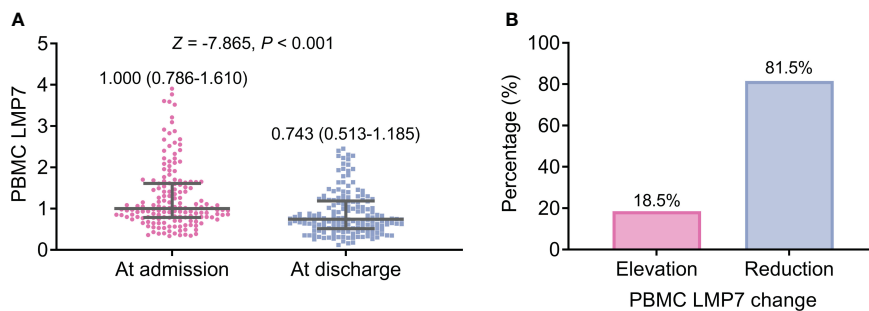 A
Z = -7.865, P < 0.001
1.000 (0.786-1.610)
0.743 (0.513-1.185)
PBMC LMP7
5
4
3
2
1
0
At admission
At discharge
B
Percentage (%)
100
80
60
40
20
0
18.5%
81.5%
Elevation
Reduction
PBMC LMP7 change